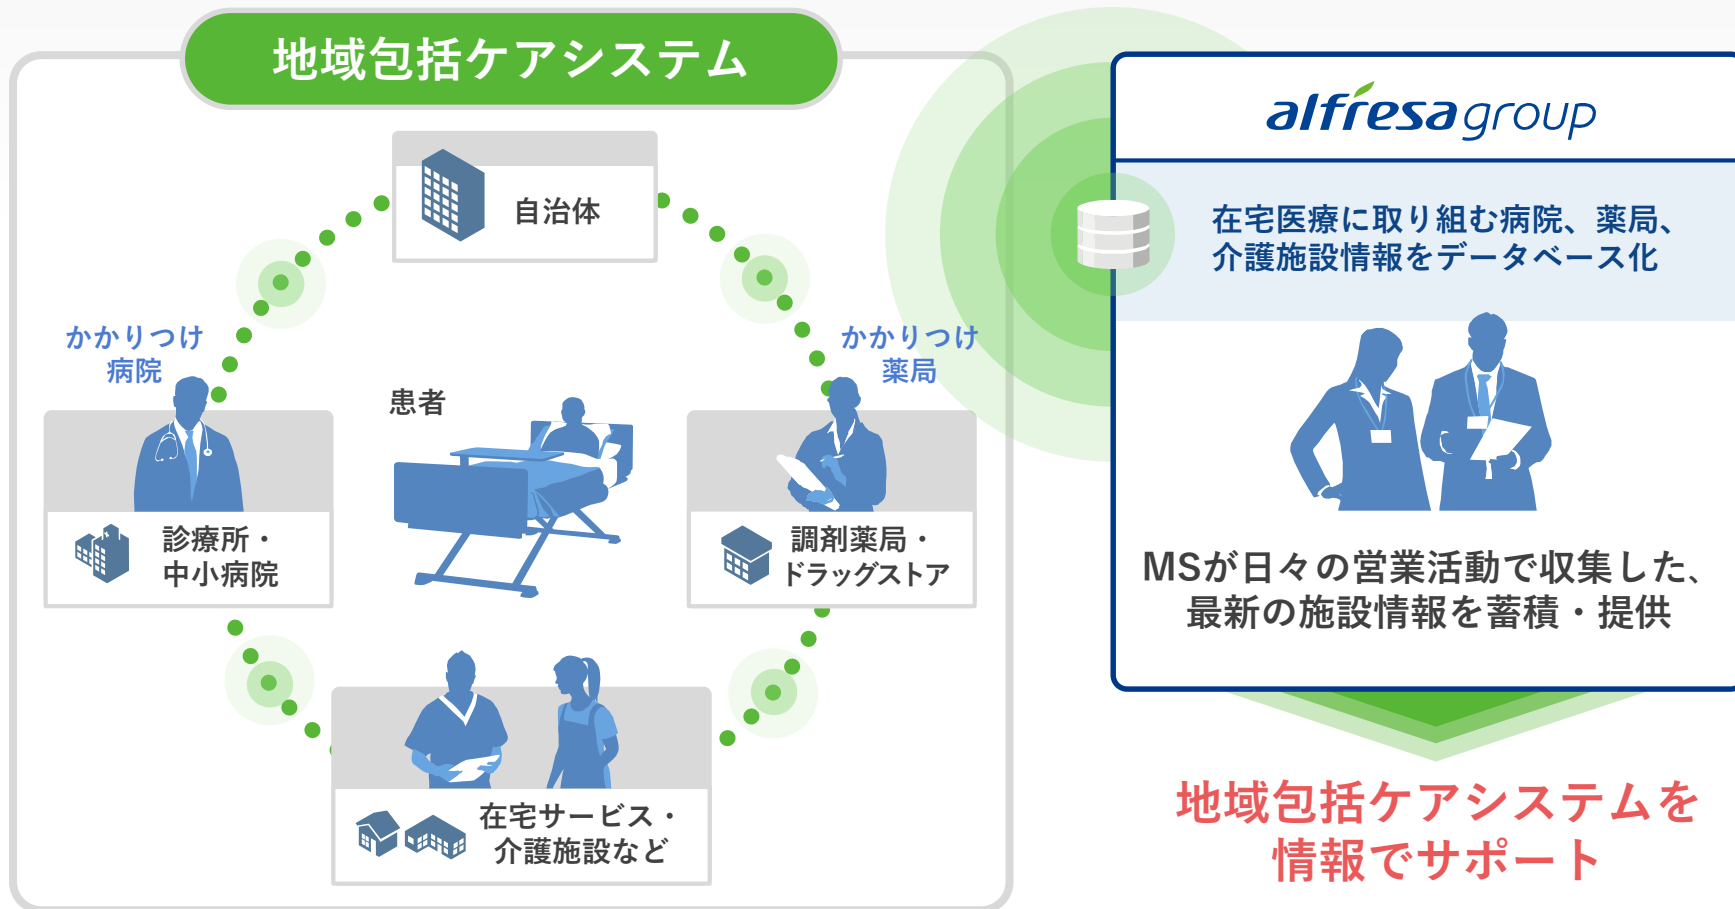 地域包括ケアシステム
自治体
かかりつけ
病院
かかりつけ
薬局
患者
診療所・
中小病院
調剤薬局・
ドラッグストア
在宅サービス・
介護施設など
alfresa group
在宅医療に取り組む病院、薬局、
介護施設情報をデータベース化
MSが日々の営業活動で収集した、
最新の施設情報を蓄積・提供
地域包括ケアシステムを
情報でサポート